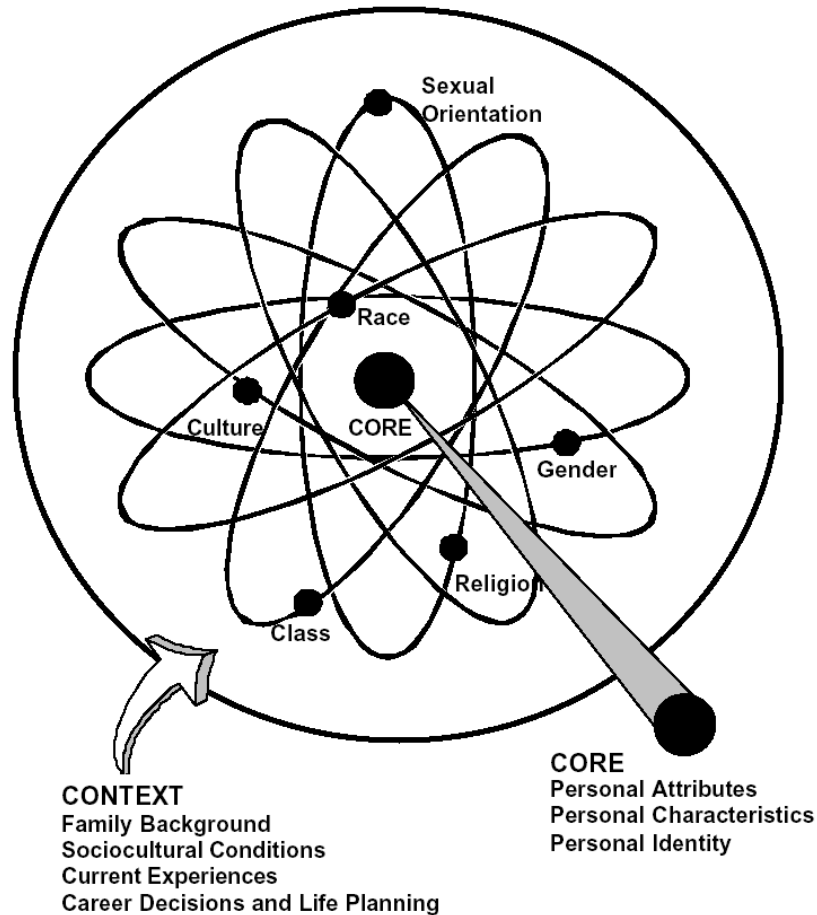 Sexual
Orientation
Race
Culture
CORE
Gender
Religion
Class
CONTEXT
Family Background
Sociocultural Conditions
Current Experiences
Career Decisions and Life Planning
CORE
Personal Attributes
Personal Characteristics
Personal Identity